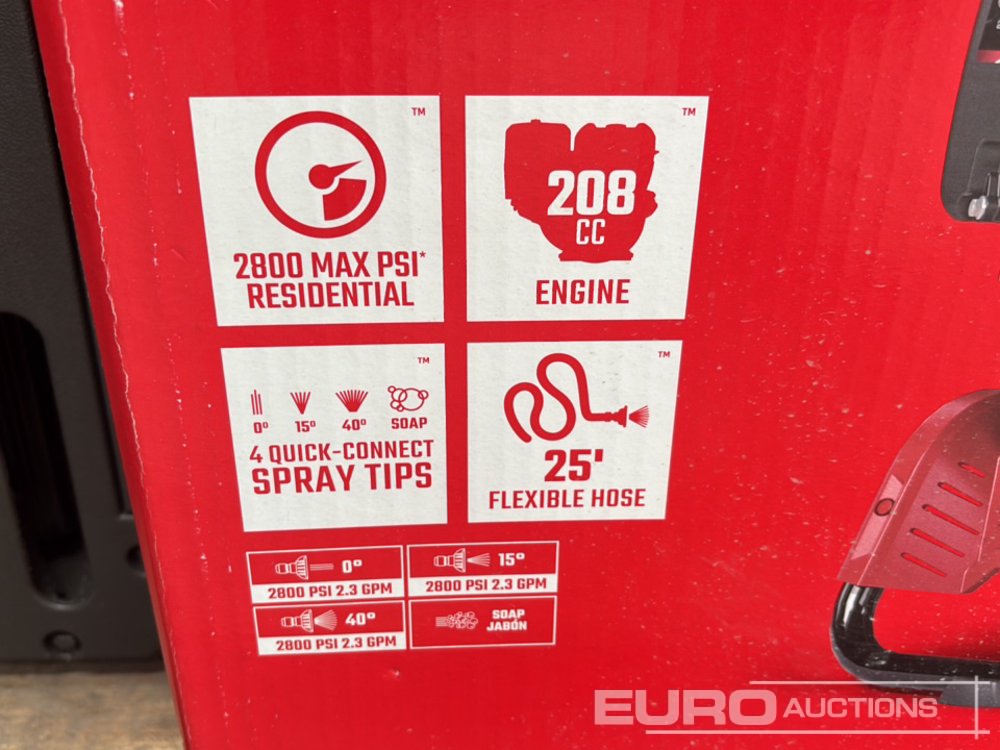 TM
2800 MAX PSI*
RESIDENTIAL
TM
208
CC
ENGINE
TM
0° 15° 40° SOAP
4 QUICK-CONNECT
SPRAY TIPS
TM
25'
FLEXIBLE HOSE
0°
2800 PSI 2.3 GPM
15°
2800 PSI 2.3 GPM
40°
2800 PSI 2.3 GPM
SOAP
JABÓN
EURO AUCTIONS